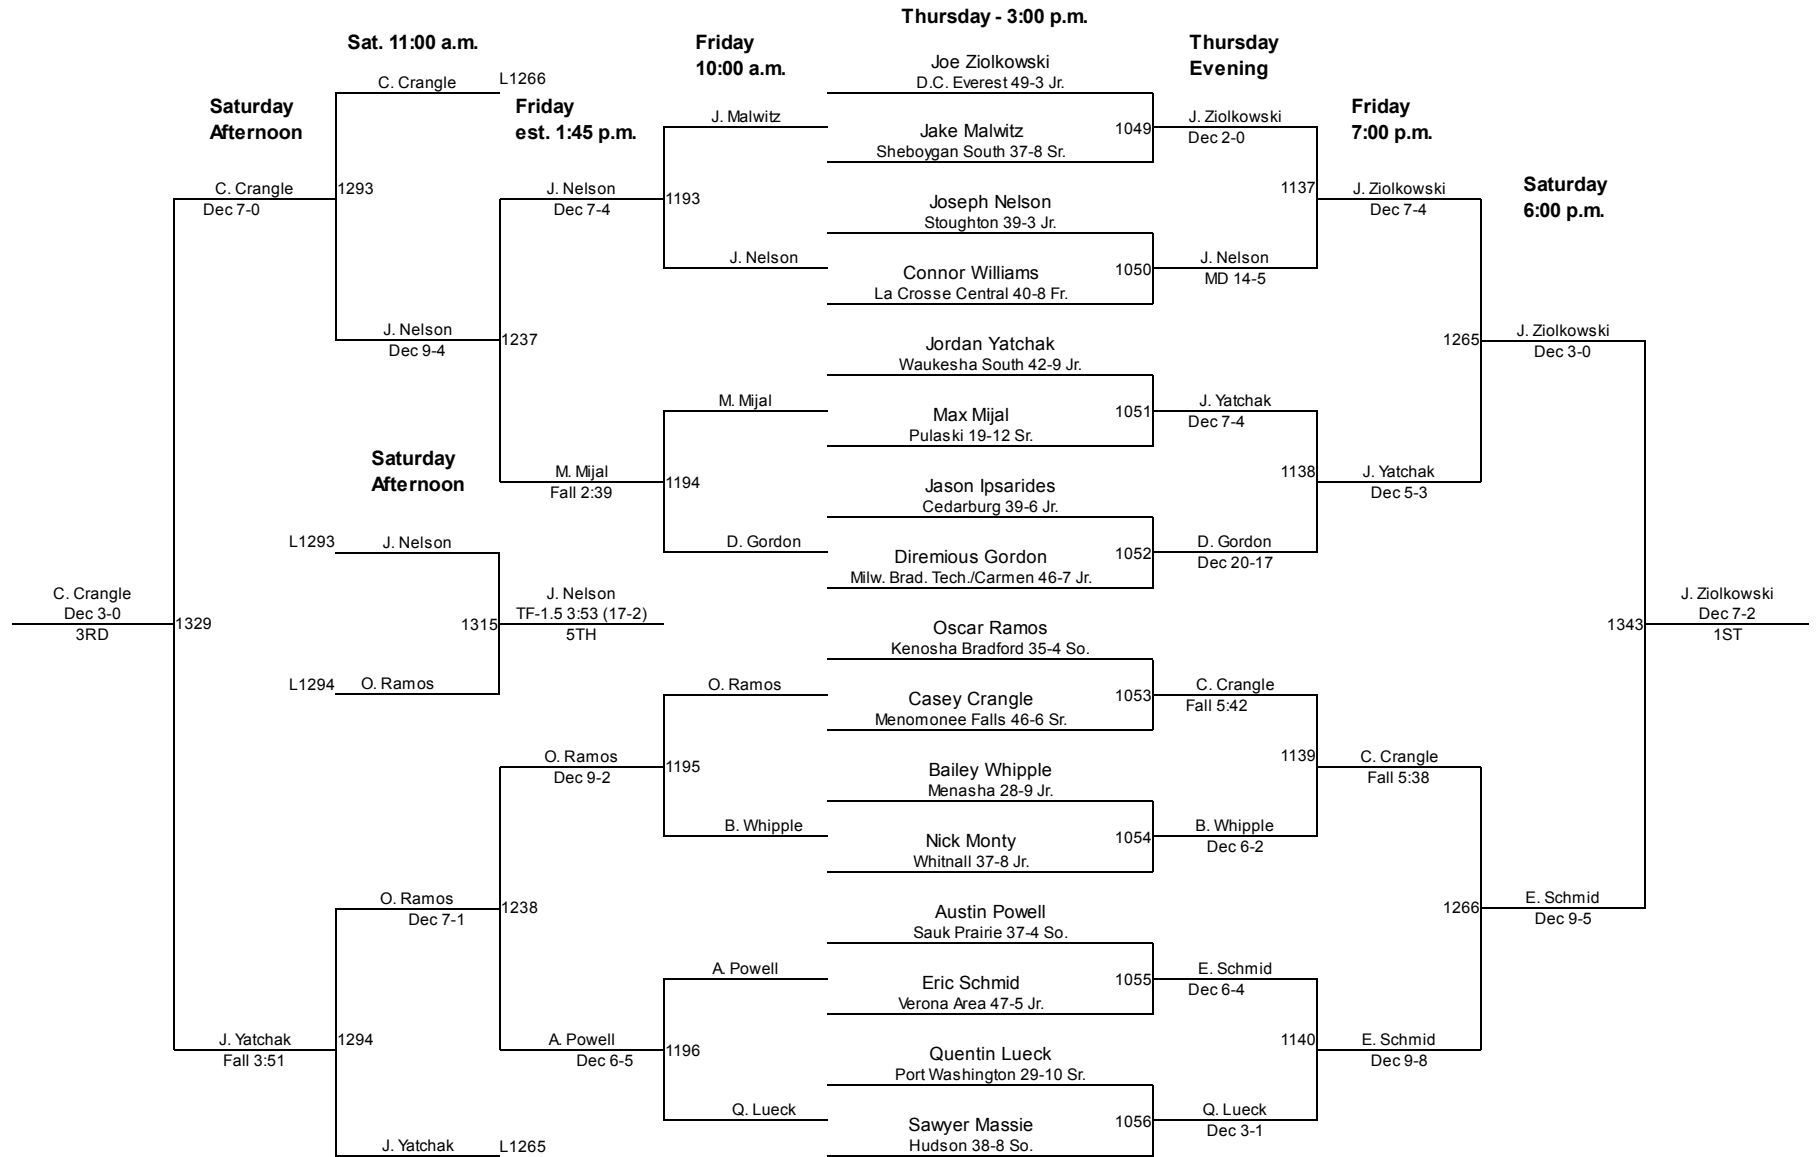 Thursday - 3:00 p.m.
Sat. 11:00 a.m.
Friday
10:00 a.m.
Thursday
Evening
Saturday
Afternoon
Friday
est. 1:45 p.m.
Friday
7:00 p.m.
Saturday
6:00 p.m.
Saturday
Afternoon
Joe Ziolkowski
D.C. Everest 49-3 Jr.
1049
Jake Malwitz
Sheboygan South 37-8 Sr.
Joseph Nelson
Stoughton 39-3 Jr.
1050
Connor Williams
La Crosse Central 40-8 Fr.
Jordan Yatchak
Waukesha South 42-9 Jr.
1051
Max Mijal
Pulaski 19-12 Sr.
Jason Ipsarides
Cedarburg 39-6 Jr.
1052
Diremious Gordon
Milw. Brad. Tech./Carmen 46-7 Jr.
Oscar Ramos
Kenosha Bradford 35-4 So.
1053
Casey Crangle
Menomonee Falls 46-6 Sr.
Bailey Whipple
Menasha 28-9 Jr.
1054
Nick Monty
Whitnall 37-8 Jr.
Austin Powell
Sauk Prairie 37-4 So.
1055
Eric Schmid
Verona Area 47-5 Jr.
Quentin Lueck
Port Washington 29-10 Sr.
1056
Sawyer Massie
Hudson 38-8 So.
J. Ziolkowski
Dec 2-0
1137
J. Nelson
MD 14-5
J. Yatchak
Dec 7-4
1138
D. Gordon
Dec 20-17
C. Crangle
Fall 5:42
1139
B. Whipple
Dec 6-2
E. Schmid
Dec 6-4
1140
Q. Lueck
Dec 3-1
J. Ziolkowski
Dec 7-4
1265
J. Yatchak
Dec 5-3
C. Crangle
Fall 5:38
1266
E. Schmid
Dec 9-8
J. Ziolkowski
Dec 3-0
1343
E. Schmid
Dec 9-5
J. Ziolkowski
Dec 7-2
1ST
J. Malwitz
1193
J. Nelson
M. Mijal
1194
D. Gordon
O. Ramos
1195
B. Whipple
A. Powell
1196
Q. Lueck
J. Nelson
Dec 7-4
1237
M. Mijal
Fall 2:39
O. Ramos
Dec 9-2
1238
A. Powell
Dec 6-5
C. Crangle
L1266
1293
J. Nelson
Dec 9-4
O. Ramos
Dec 7-1
1294
J. Yatchak
L1265
C. Crangle
Dec 7-0
1329
J. Yatchak
Fall 3:51
C. Crangle
Dec 3-0
3RD
L1293
J. Nelson
1315
L1294
O. Ramos
J. Nelson
TF-1.5 3:53 (17-2)
5TH